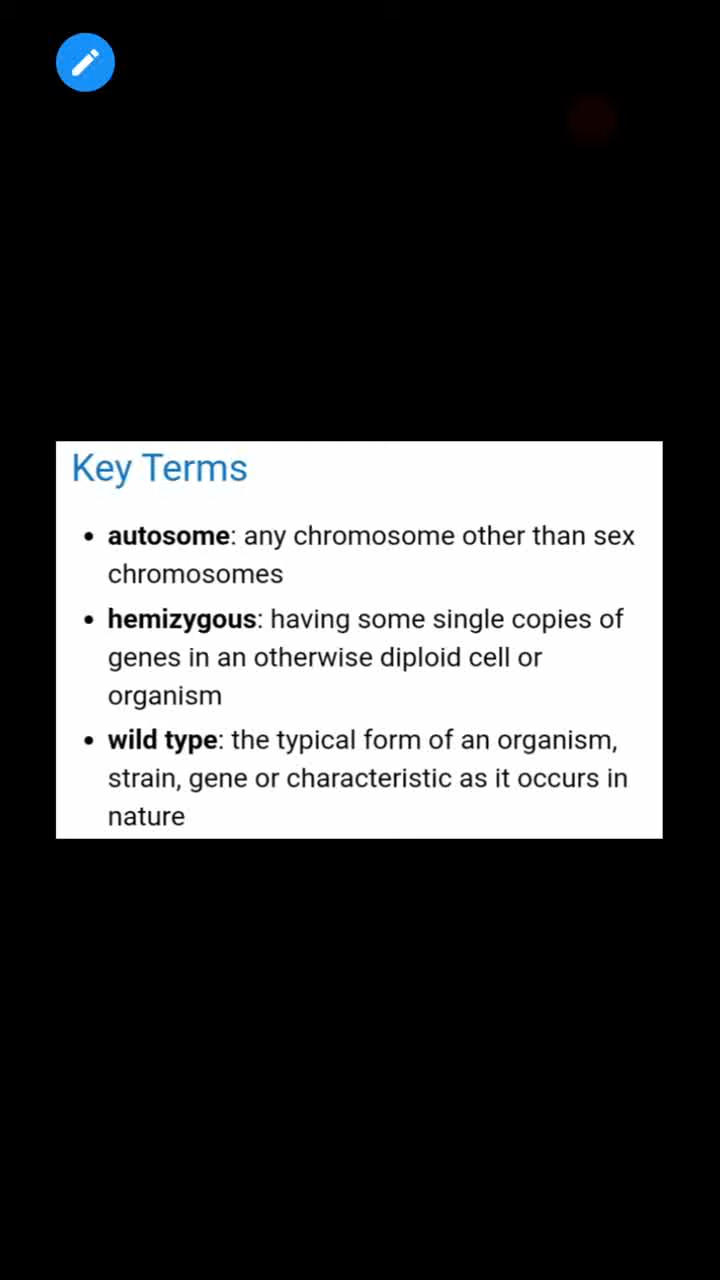 Key Terms
• autosome: any chromosome other than sex
chromosomes
• hemizygous: having some single copies of
genes in an otherwise diploid cell or
organism
• wild type: the typical form of an organism,
strain, gene or characteristic as it occurs in
nature